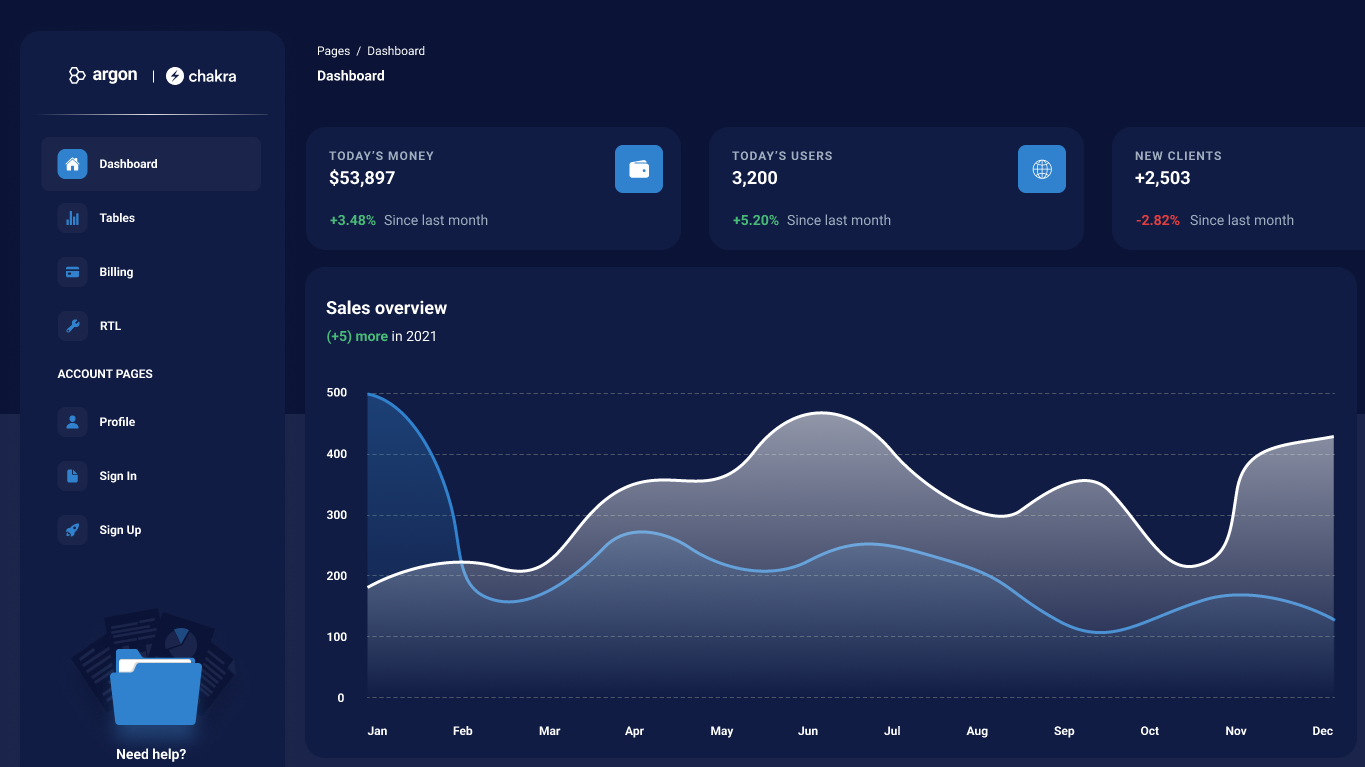 argon | chakra
Dashboard
Tables
Billing
RTL
ACCOUNT PAGES
Profile
Sign In
Sign Up
Need help?
Pages / Dashboard
Dashboard
TODAY'S MONEY
$53,897
+3.48% Since last month
TODAY'S USERS
3,200
+5.20% Since last month
NEW CLIENTS
+2,503
-2.82% Since last month
Sales overview
(+5) more in 2021
500
400
300
200
100
0
Jan Feb Mar Apr May Jun Jul Aug Sep Oct Nov Dec